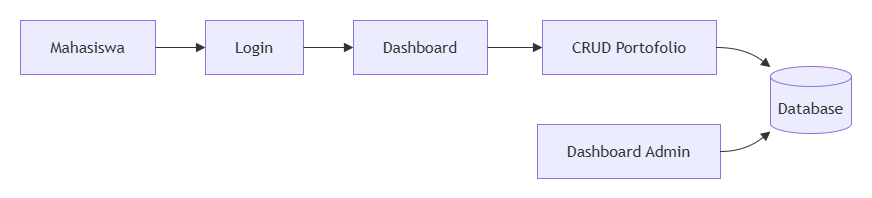 Mahasiswa
Login
Dashboard
CRUD Portofolio
Database
Dashboard Admin